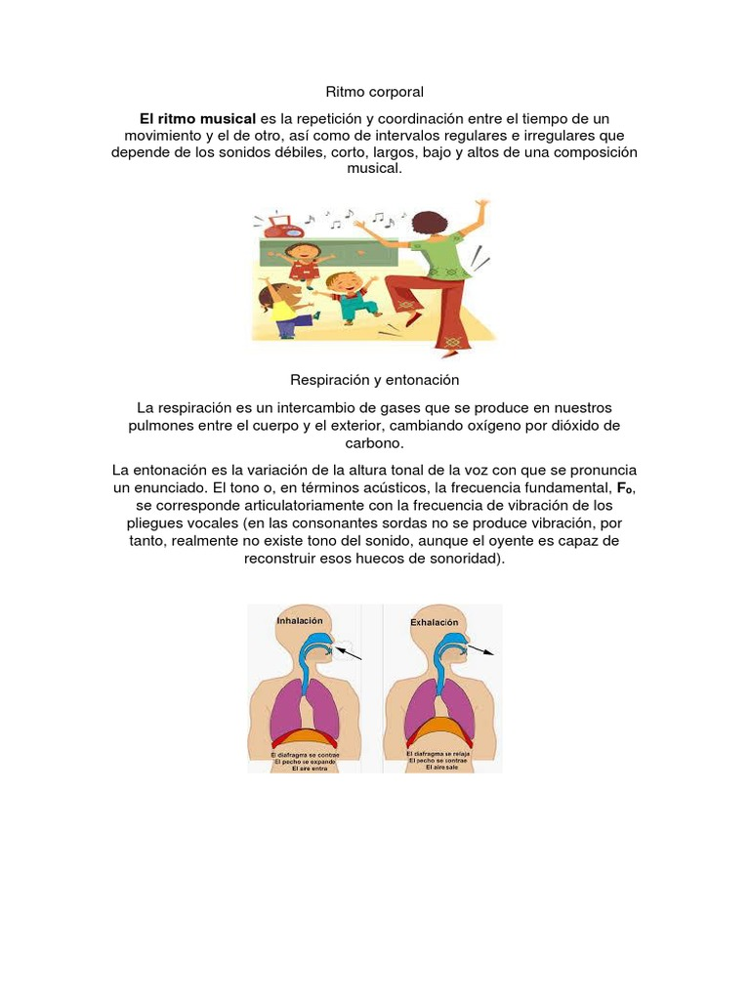 Ritmo corporal
El ritmo musical es la repetición y coordinación entre el tiempo de un
movimiento y el de otro, así como de intervalos regulares e irregulares que
depende de los sonidos débiles, corto, largos, bajo y altos de una composición
musical.
Respiración y entonación
La respiración es un intercambio de gases que se produce en nuestros
pulmones entre el cuerpo y el exterior, cambiando oxígeno por dióxido de
carbono.
La entonación es la variación de la altura tonal de la voz con que se pronuncia
un enunciado. El tono o, en términos acústicos, la frecuencia fundamental, F₀,
se corresponde articulatoriamente con la frecuencia de vibración de los
pliegues vocales (en las consonantes sordas no se produce vibración, por
tanto, realmente no existe tono del sonido, aunque el oyente es capaz de
reconstruir esos huecos de sonoridad).
Inhalación
El diafragma se contrae
El pecho se expande
El aire entra
Exhalación
El diafragma se relaja
El pecho se contrae
El aire sale